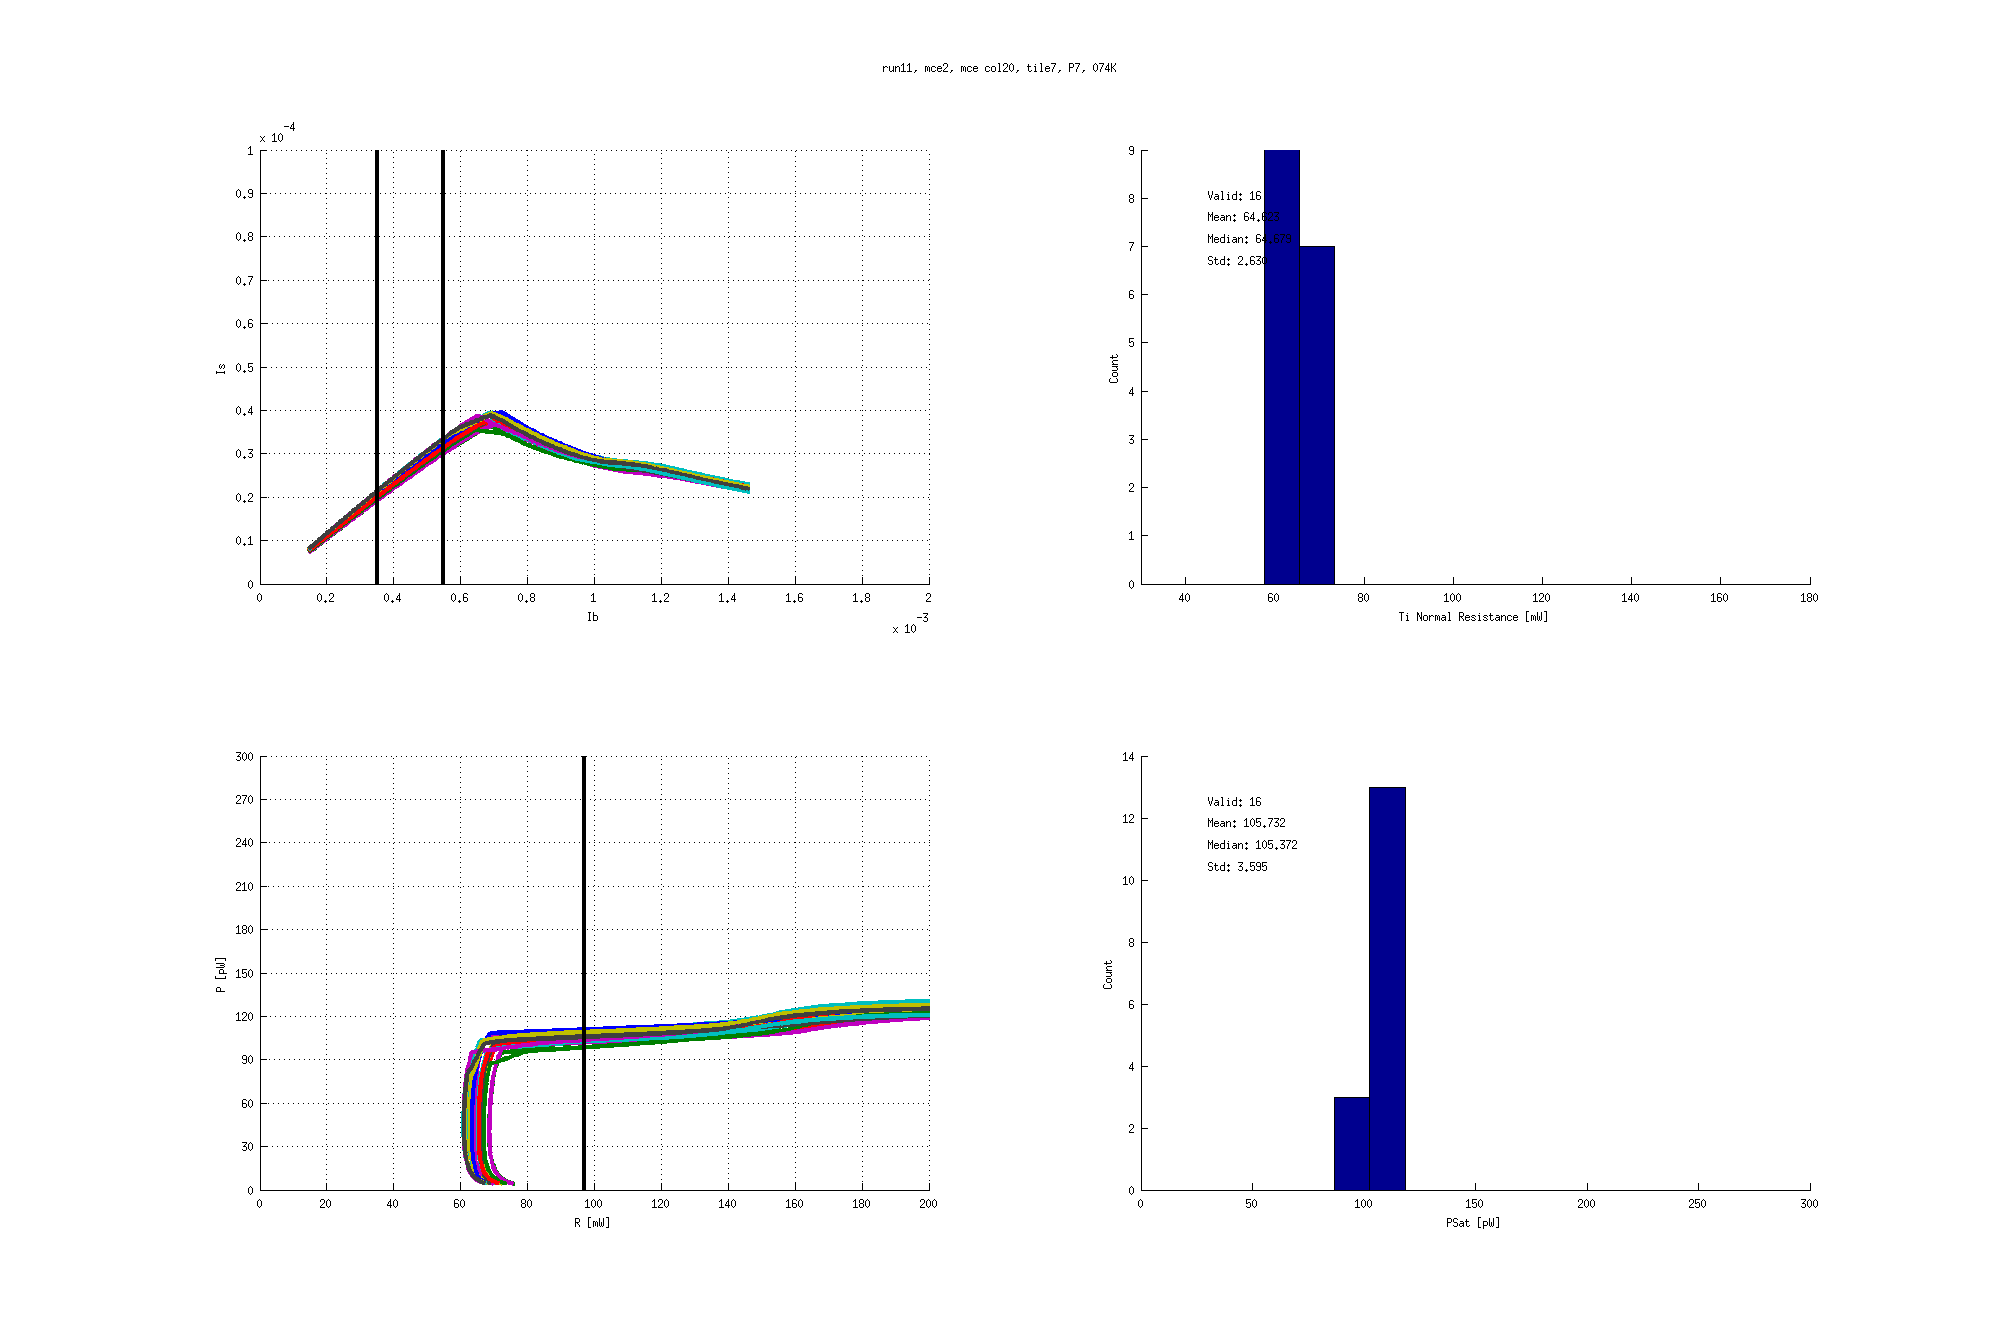 run11, mce2, mce col20, tile7, P7, 074K
x 10^-4
1
0.9
0.8
0.7
0.6
0.5
0.4
0.3
0.2
0.1
0
Is
0 0.2 0.4 0.6 0.8 1 1.2 1.4 1.6 1.8 2
Ib
x 10^-3
9
8
7
6
5
4
3
2
1
0
Count
Valid: 16
Mean:
Median:
Std: 2.630
40 60 80 100 120 140 160 180
Ti Normal Resistance [mW]
300
270
240
210
180
150
120
90
60
30
0
P [pW]
0 20 40 60 80 100 120 140 160 180 200
R [mW]
14
12
10
8
6
4
2
0
Count
Valid: 16
Mean: 105.732
Median: 105.372
Std: 3.595
0 50 100 150 200 250 300
PSat [pW]